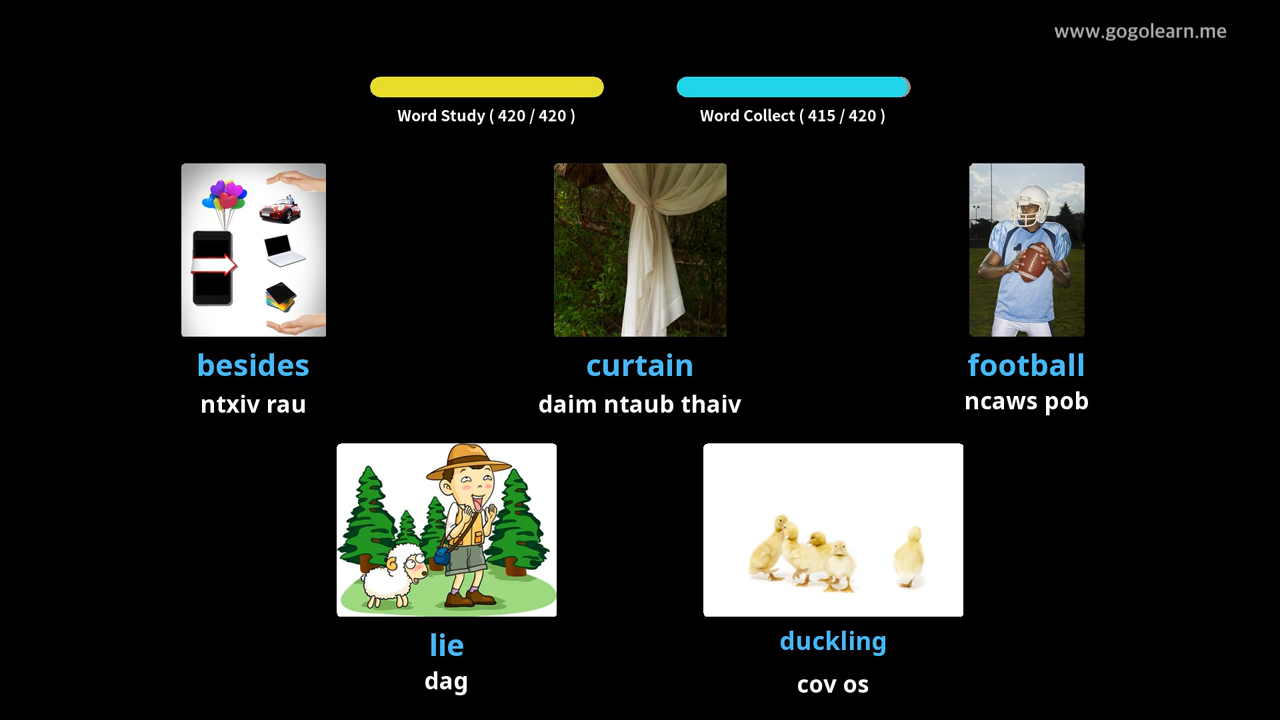 www.gogolearn.me
Word Study ( 420 / 420 )
Word Collect ( 415 / 420 )
besides
curtain
football
ntxiv rau
daim ntaub thaiv
ncaws pob
lie
duckling
dag
cov os